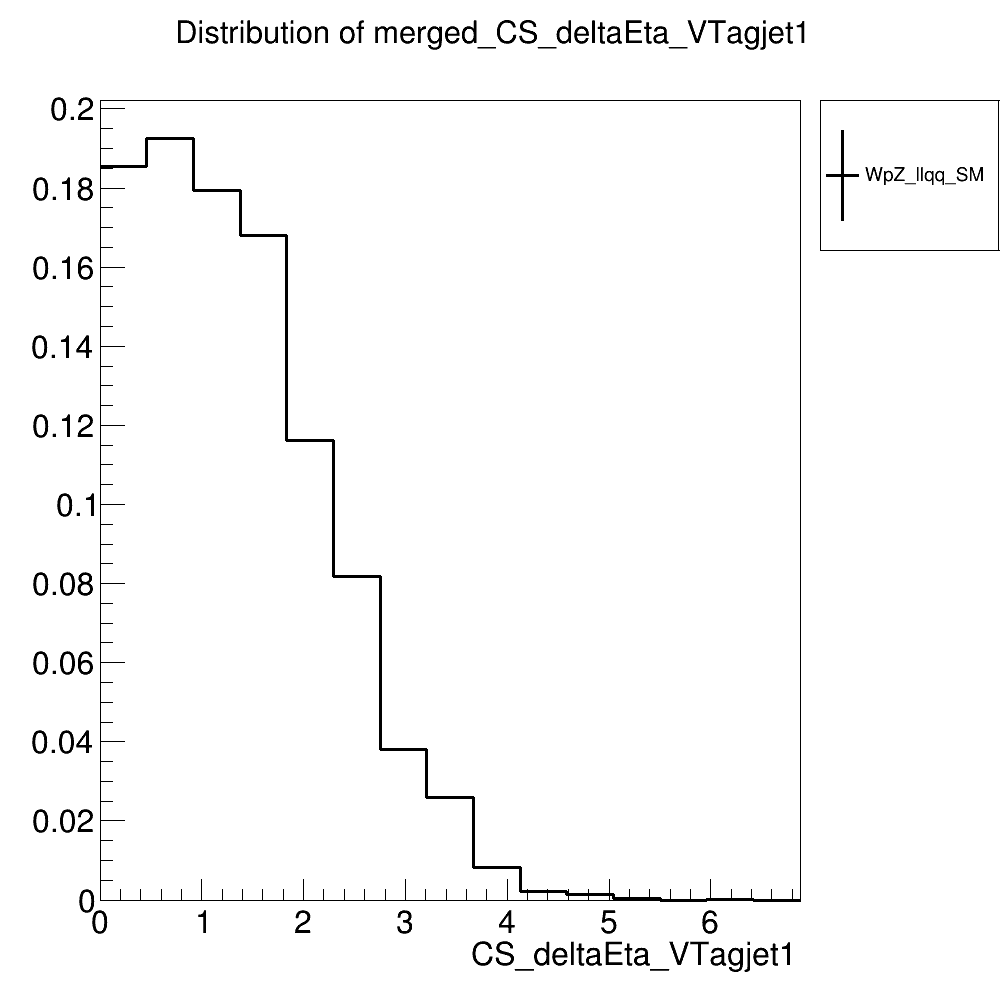 Distribution of merged_CS_deltaEta_VTagjet1
0.2
0.18
0.16
0.14
0.12
0.1
0.08
0.06
0.04
0.02
0
0 1 2 3 4 5 6
CS_deltaEta_VTagjet1
WpZ_llqq_SM